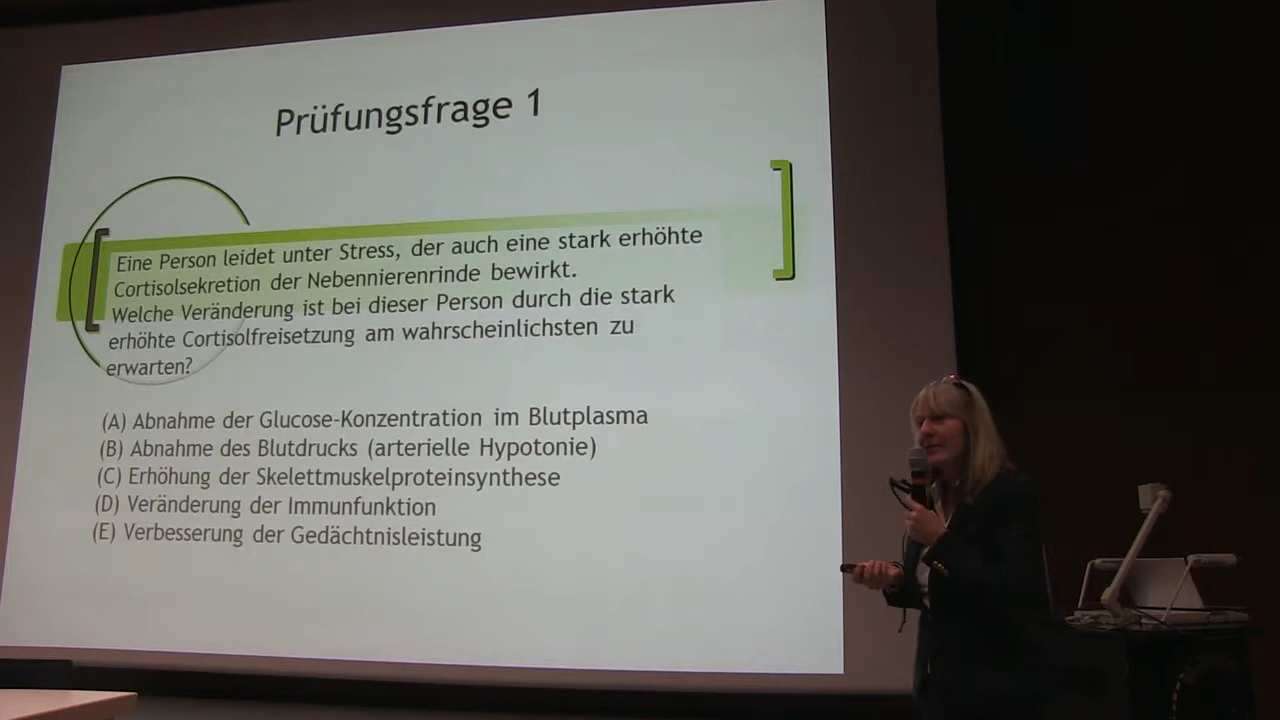 Prüfungsfrage 1
Eine Person leidet unter Stress, der auch eine stark erhöhte
Cortisolsekretion der Nebennierenrinde bewirkt.
Welche Veränderung ist bei dieser Person durch die stark
erhöhte Cortisolfreisetzung am wahrscheinlichsten zu
erwarten?
(A) Abnahme der Glucose-Konzentration im Blutplasma
(B) Abnahme des Blutdrucks (arterielle Hypotonie)
(C) Erhöhung der Skelettmuskelproteinsynthese
(D) Veränderung der Immunfunktion
(E) Verbesserung der Gedächtnisleistung